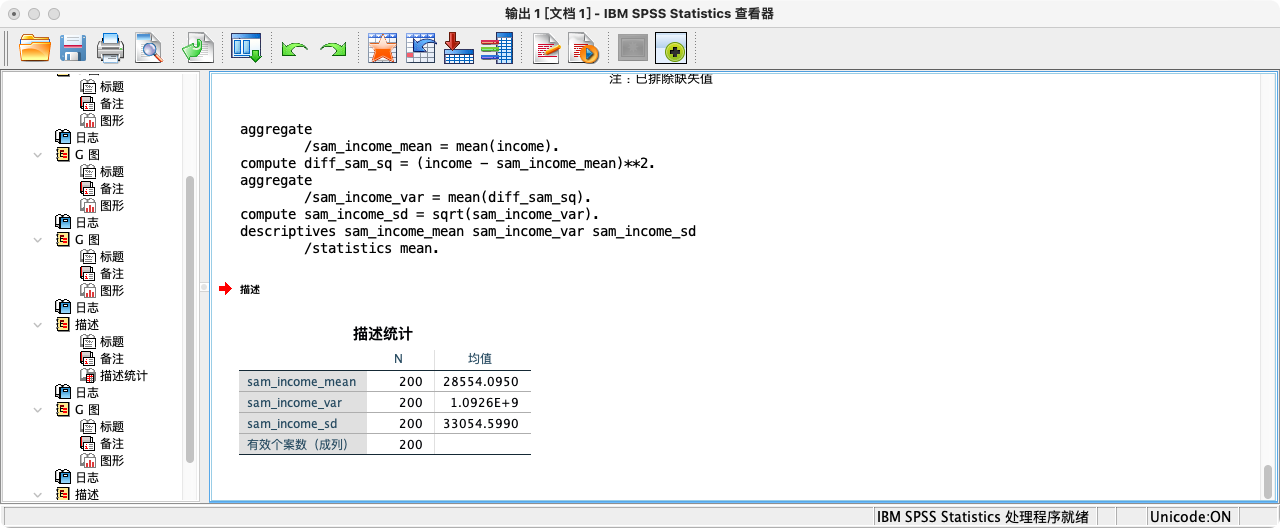 输出 1 [文档 1] - IBM SPSS Statistics 查看器
标题
备注
图形
日志
G 图
标题
备注
图形
日志
G 图
标题
备注
图形
日志
描述
标题
备注
描述统计
日志
G 图
标题
备注
图形
日志
描述
注：已排除缺失值
aggregate
/sam_income_mean = mean(income).
compute diff_sam_sq = (income - sam_income_mean)**2.
aggregate
/sam_income_var = mean(diff_sam_sq).
compute sam_income_sd = sqrt(sam_income_var).
descriptives sam_income_mean sam_income_var sam_income_sd
/statistics mean.
描述
描述统计
N 均值
sam_income_mean 200 28554.0950
sam_income_var 200 1.0926E+9
sam_income_sd 200 33054.5990
有效个案数（成列） 200
IBM SPSS Statistics 处理程序就绪 Unicode:ON